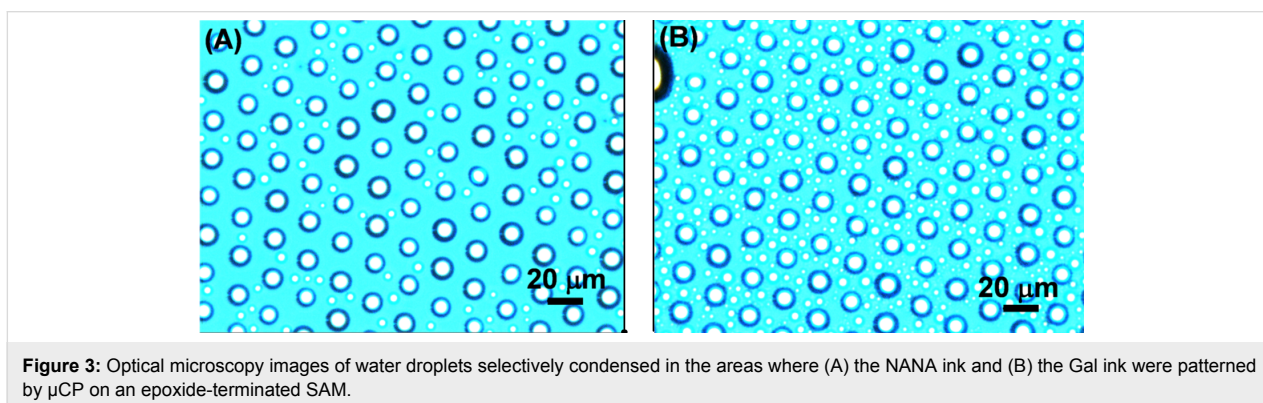 (A)
(B)
20 μm
20 μm
Figure 3: Optical microscopy images of water droplets selectively condensed in the areas where (A) the NANA ink and (B) the Gal ink were patterned
by μCP on an epoxide-terminated SAM.